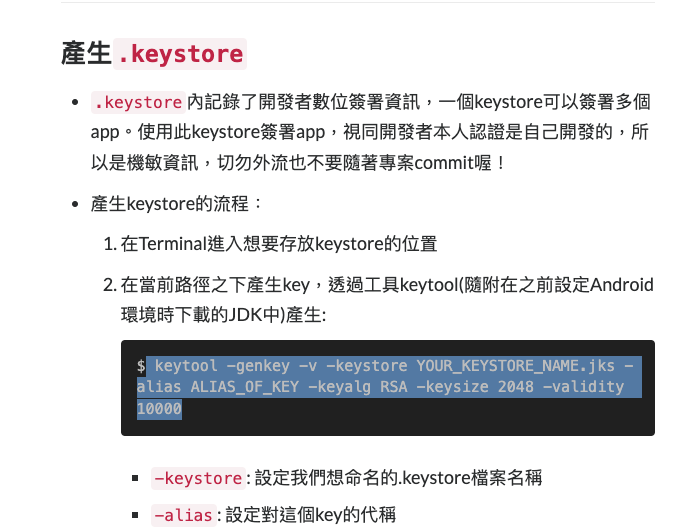 產生.keystore
.keystore內記錄了開發者數位簽署資訊，一個keystore可以簽署多個
app。使用此keystore簽署app，視同開發者本人認證是自己開發的，所
以是機敏資訊，切勿外流也不要隨著專案commit喔！
產生keystore的流程：
1. 在Terminal進入想要存放keystore的位置
2. 在當前路徑之下產生key，透過工具keytool(隨附在之前設定Android
環境時下載的JDK中)產生:
$ keytool -genkey -v -keystore YOUR_KEYSTORE_NAME.jks -
alias ALIAS_OF_KEY -keyalg RSA -keysize 2048 -validity
10000
-keystore: 設定我們想命名的.keystore檔案名稱
-alias: 設定對這個key的代稱